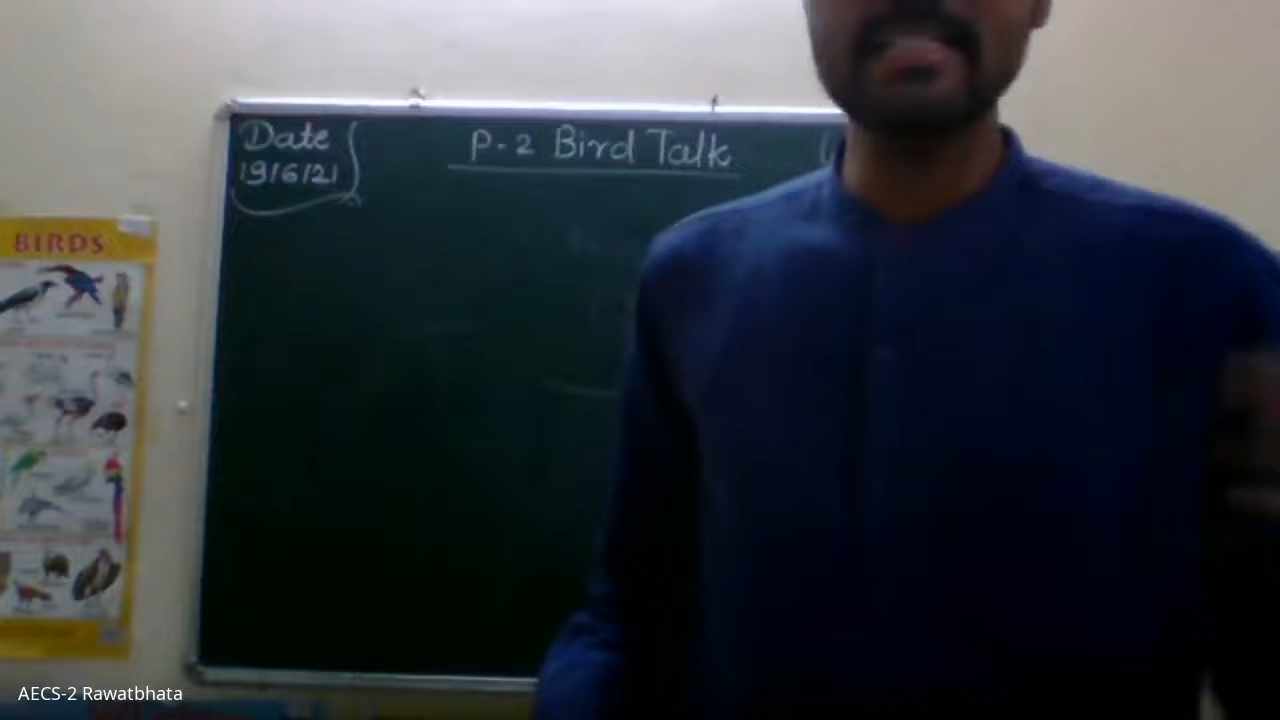 Date
19/6/21
P-2 Bird Talk
BIRDS
AECS-2 Rawatbhata